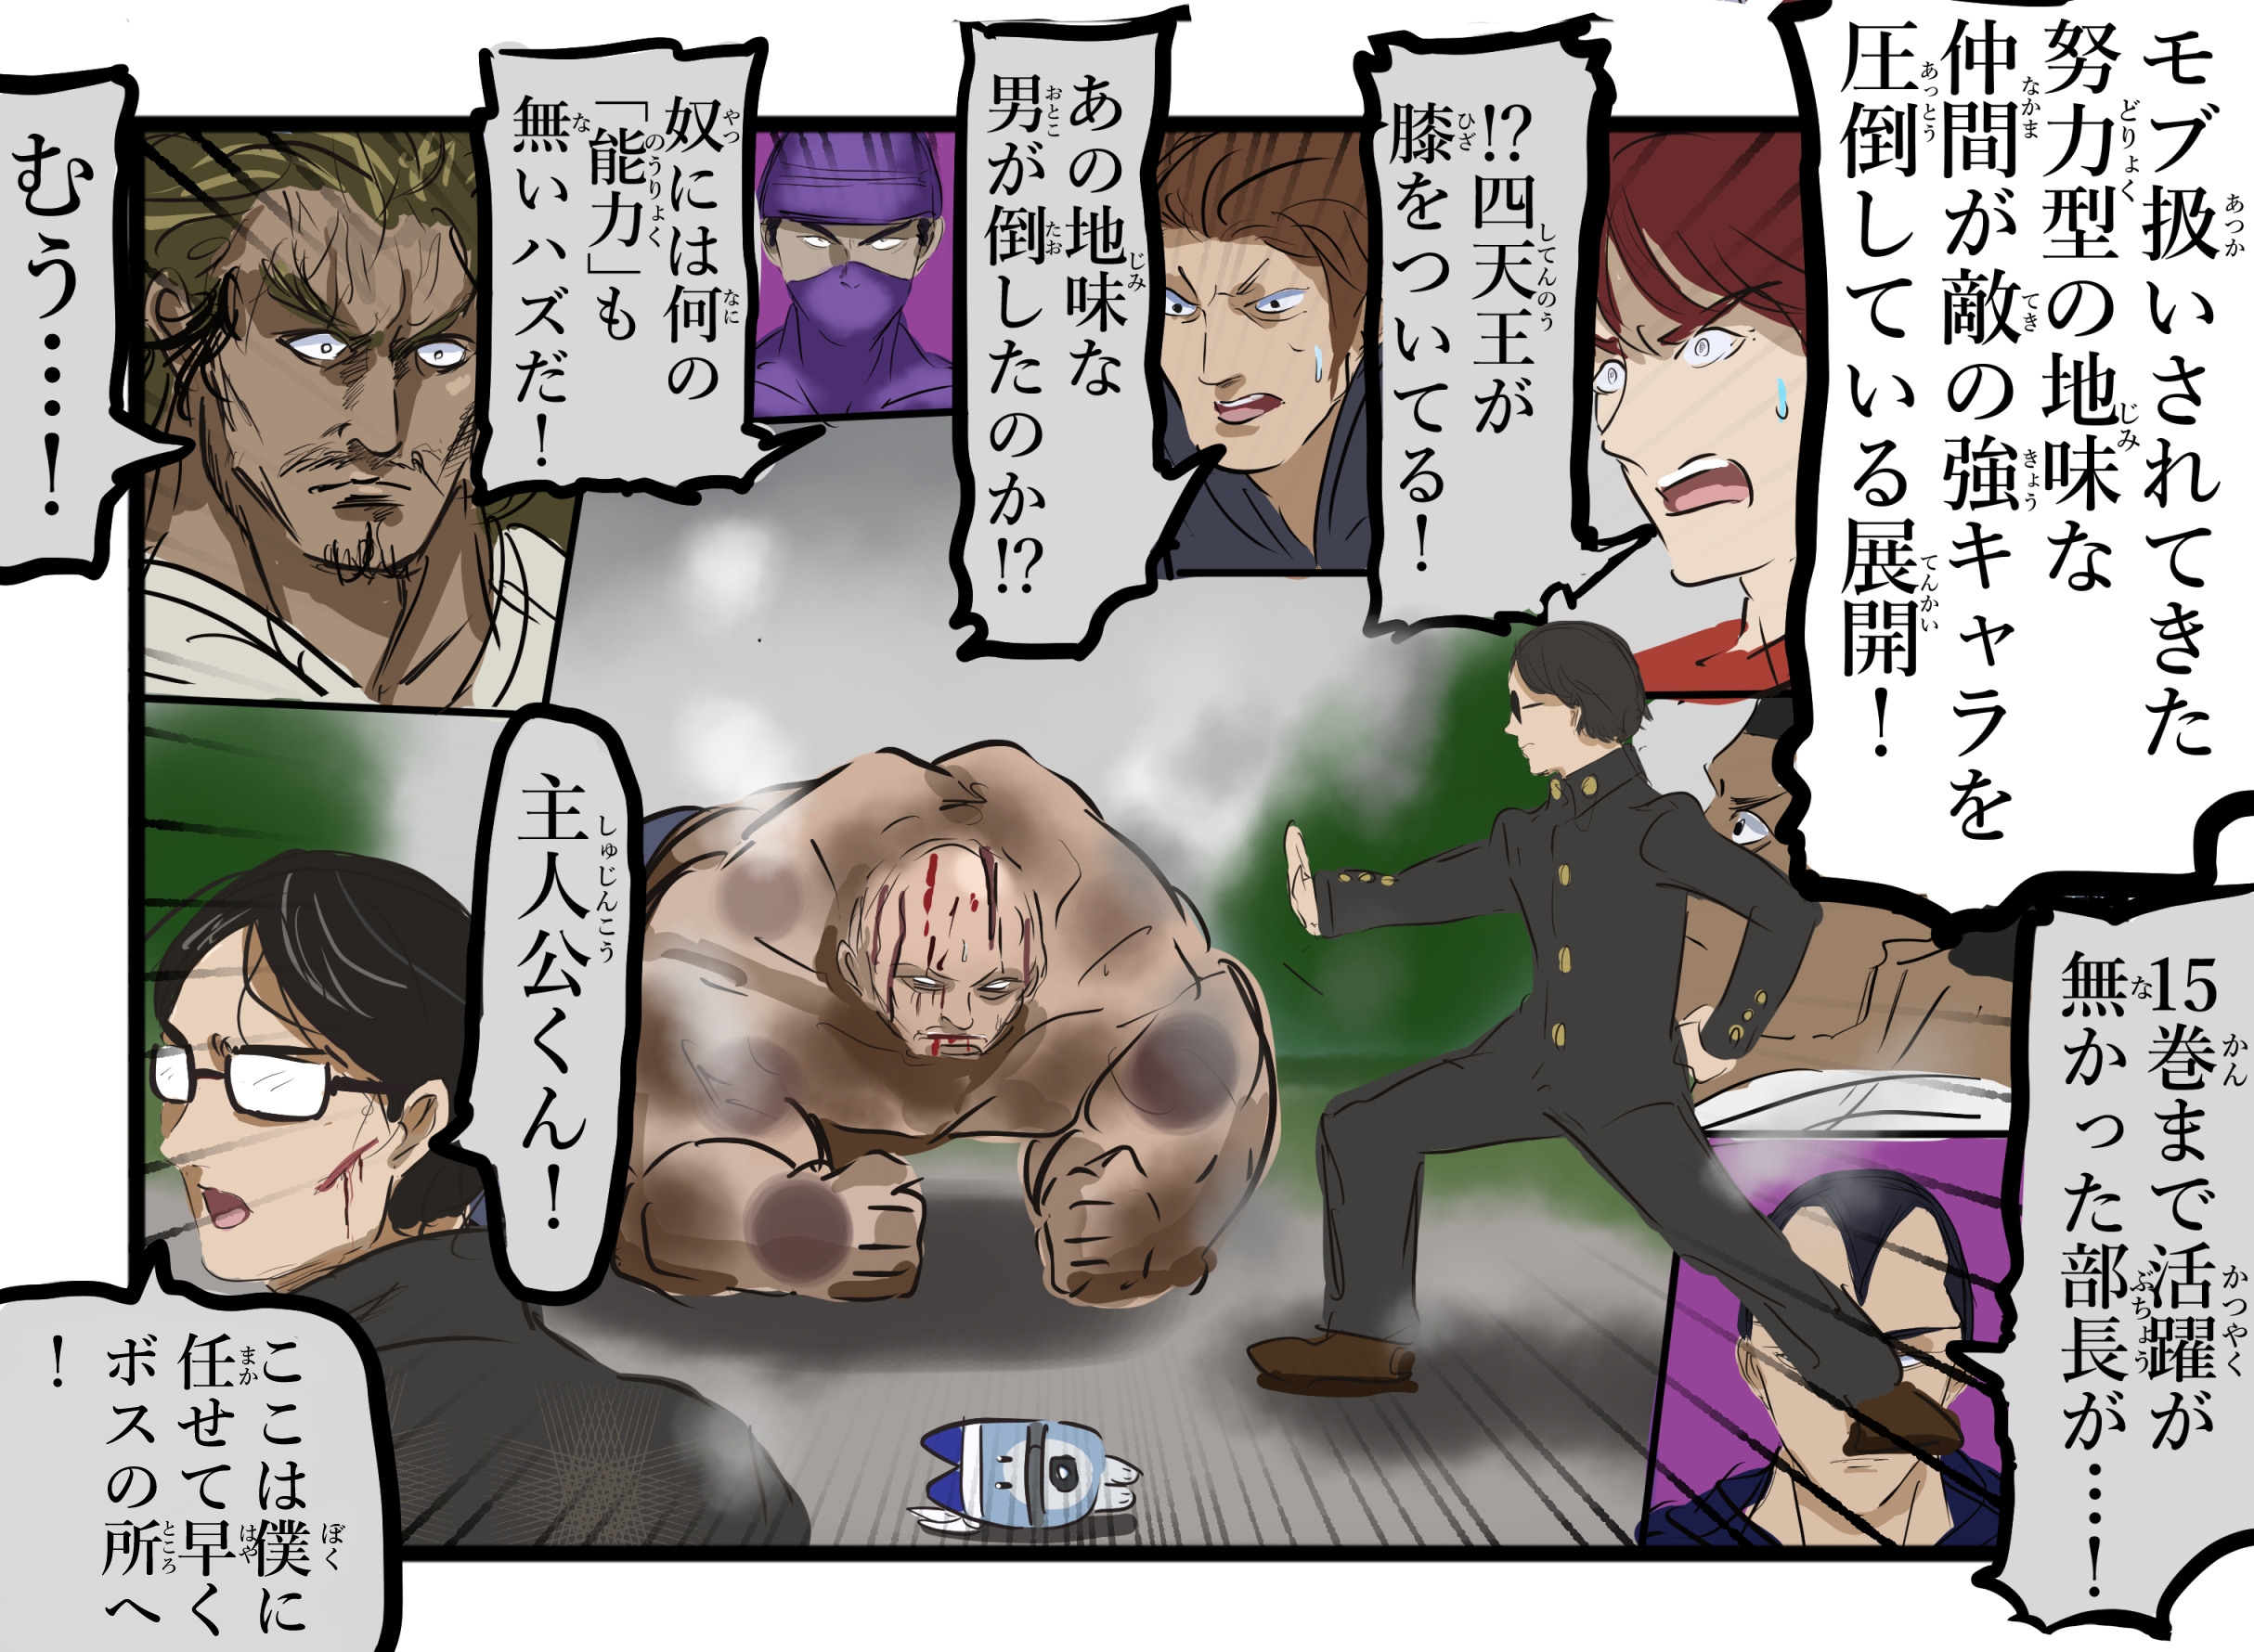 モブ扱いされてきた
努力型の地味な
仲間が敵の強キャラを
圧倒している展開！
15巻まで活躍が
無かった部長が…！
⁉四天王が
膝をついてる！
あの地味な
男が倒したのか⁉
奴には何の
「能力」も
無いハズだ！
むう……！
主人公くん！
ここは僕に
任せて早く
ボスの所へ
！